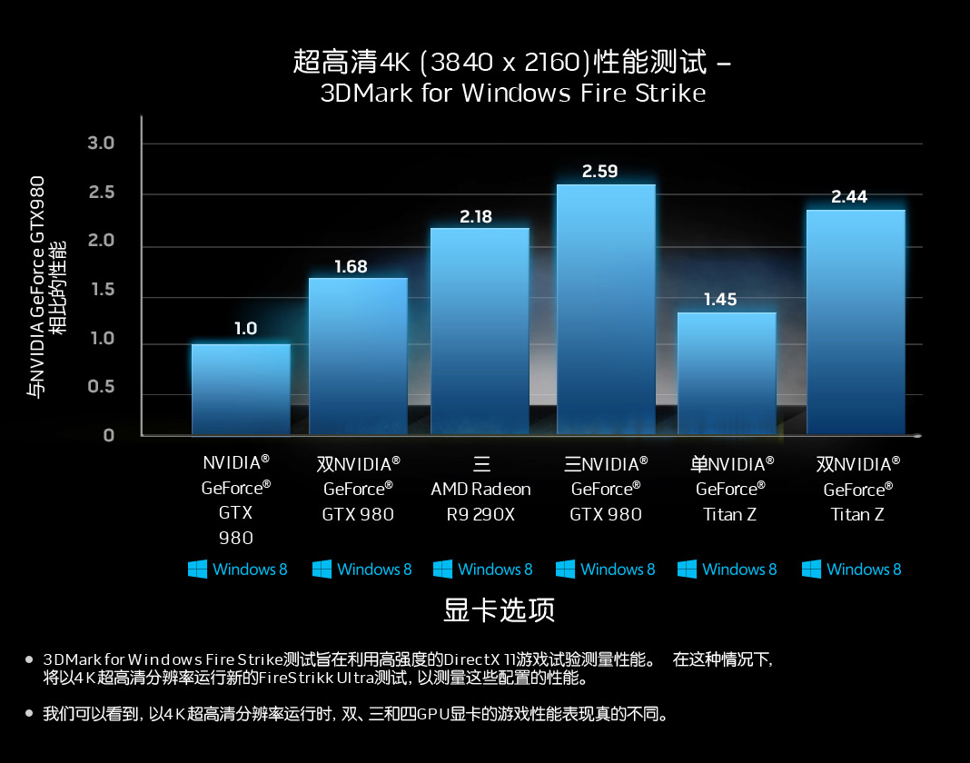 超高清4K (3840 x 2160)性能测试 –
3DMark for Windows Fire Strike
与NVIDIA GeForce GTX980
相比的性能
3.0
2.5
2.0
1.5
1.0
0.5
0
1.0
1.68
2.18
2.59
1.45
2.44
NVIDIA®
GeForce®
GTX
980
双NVIDIA®
GeForce®
GTX 980
三
AMD Radeon
R9 290X
三NVIDIA®
GeForce®
GTX 980
单NVIDIA®
GeForce®
Titan Z
双NVIDIA®
GeForce®
Titan Z
Windows 8
Windows 8
Windows 8
Windows 8
Windows 8
Windows 8
显卡选项
● 3DMark for Windows Fire Strike测试旨在利用高强度的DirectX 11游戏试验测量性能。 在这种情况下,
将以4K超高清分辨率运行新的FireStrikk Ultra测试, 以测量这些配置的性能。
● 我们可以看到, 以4K超高清分辨率运行时, 双、三和四GPU显卡的游戏性能表现真的不同。